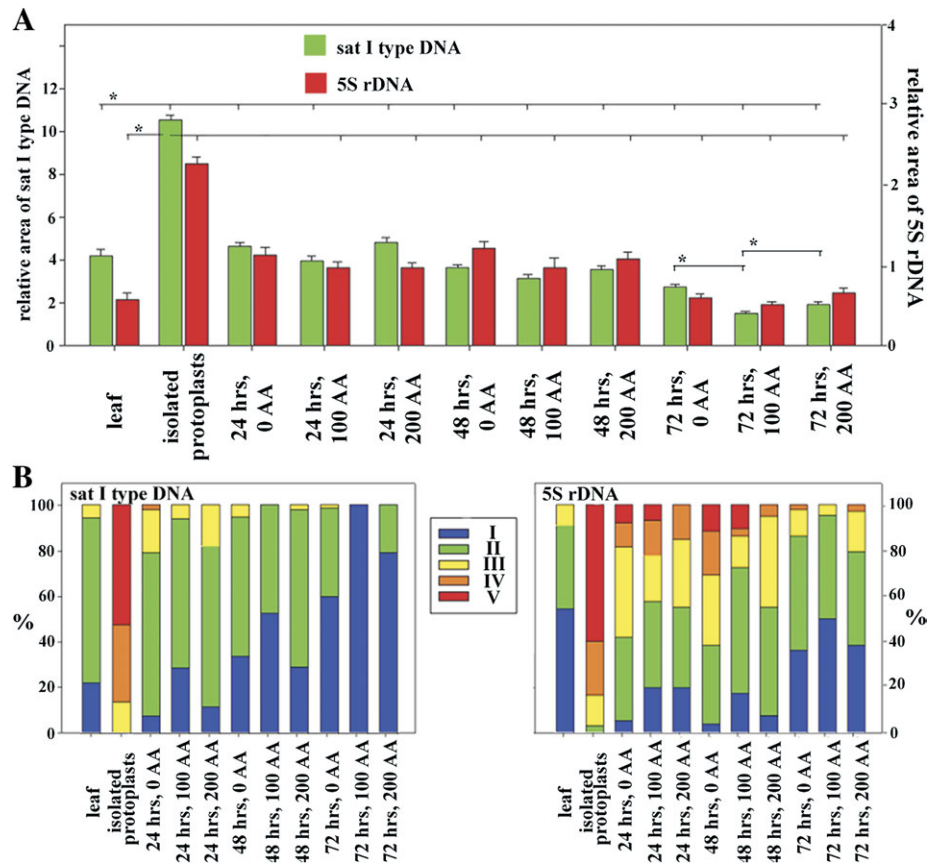 A
sat I type DNA
5S rDNA
relative area of sat I type DNA
12
10
8
6
4
2
0
relative area of 5S rDNA
4
3
2
1
0
*
*
*
*
leaf
isolated
protoplasts
24 hrs,
0 AA
24 hrs,
100 AA
24 hrs,
200 AA
48 hrs,
0 AA
48 hrs,
100 AA
48 hrs,
200 AA
72 hrs,
0 AA
72 hrs,
100 AA
72 hrs,
200 AA
B
sat I type DNA
100
80
60
40
20
0
%
leaf
isolated
protoplasts
24 hrs, 0 AA
24 hrs, 100 AA
24 hrs, 200 AA
48 hrs, 0 AA
48 hrs, 100 AA
48 hrs, 200 AA
72 hrs, 0 AA
72 hrs, 100 AA
72 hrs, 200 AA
I
II
III
IV
V
5S rDNA
100
80
60
40
20
0
%
leaf
isolated
protoplasts
24 hrs, 0 AA
24 hrs, 100 AA
24 hrs, 200 AA
48 hrs, 0 AA
48 hrs, 100 AA
48 hrs, 200 AA
72 hrs, 0 AA
72 hrs, 100 AA
72 hrs, 200 AA